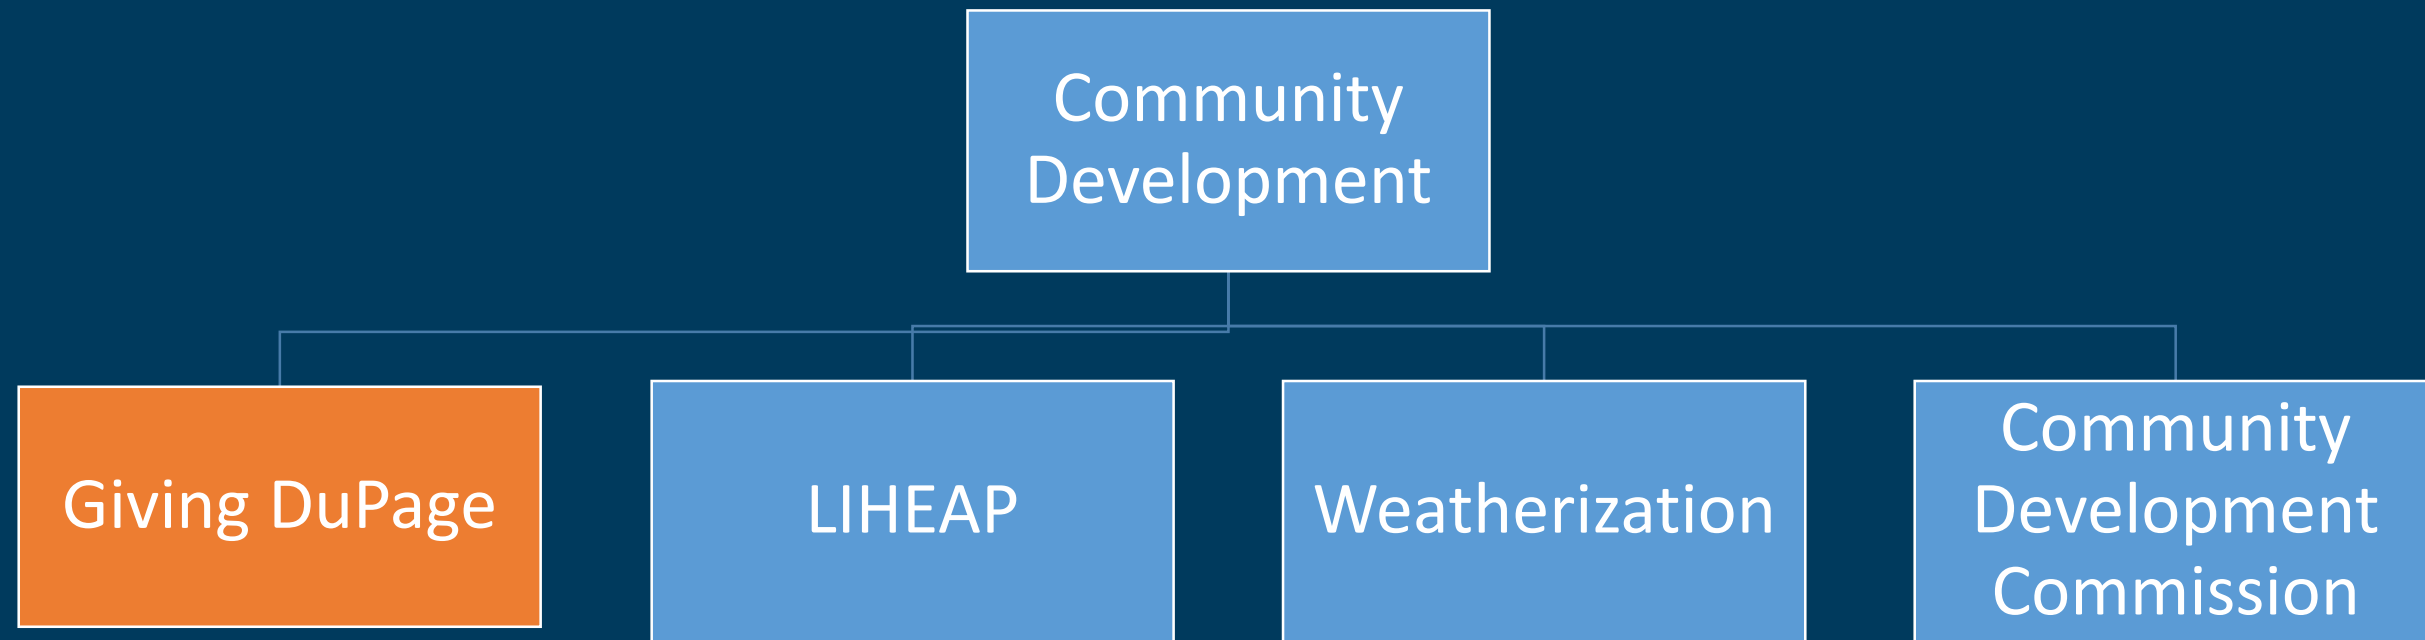 Community
Development
Giving DuPage
LIHEAP
Weatherization
Community
Development
Commission